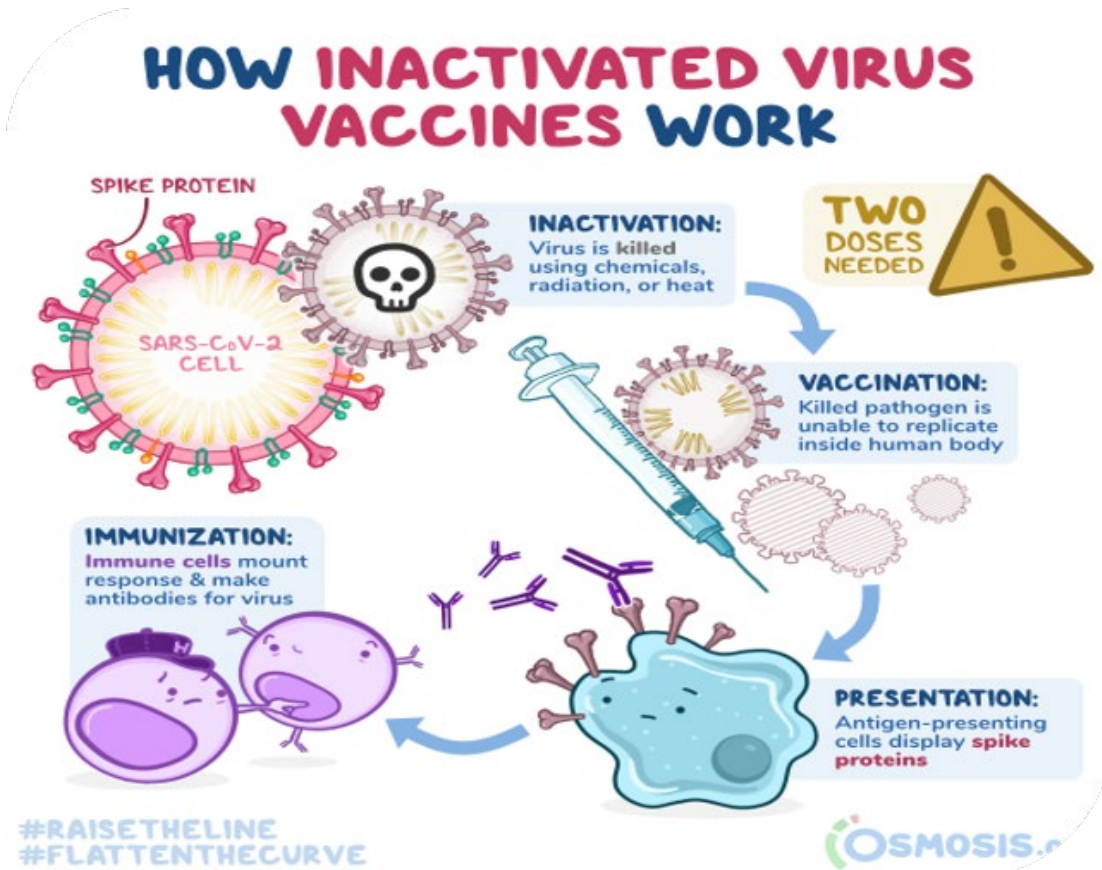 HOW INACTIVATED VIRUS
VACCINES WORK
SPIKE PROTEIN
SARS-CoV-2
CELL
INACTIVATION:
Virus is killed
using chemicals,
radiation, or heat
TWO
DOSES
NEEDED
!
VACCINATION:
Killed pathogen is
unable to replicate
inside human body
IMMUNIZATION:
Immune cells mount
response & make
antibodies for virus
H
PRESENTATION:
Antigen-presenting
cells display spike
proteins
#RAISETHELINE
#FLATTENTHECURVE
OSMOSIS.